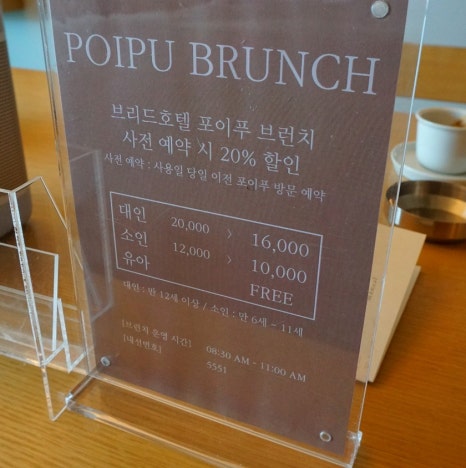 POIPU BRUNCH
브리드호텔 포이푸 브런치
사전 예약 시 20% 할인
사전 예약 : 사용일 당일 이전 포이푸 방문 예약
대인 20,000 > 16,000
소인 12,000 > 10,000
유아 FREE
대인 : 만 12세 이상 / 소인 : 만 6세 - 11세
[브런치 운영 시간] 08:30 AM - 11:00 AM
[내선번호] 5551